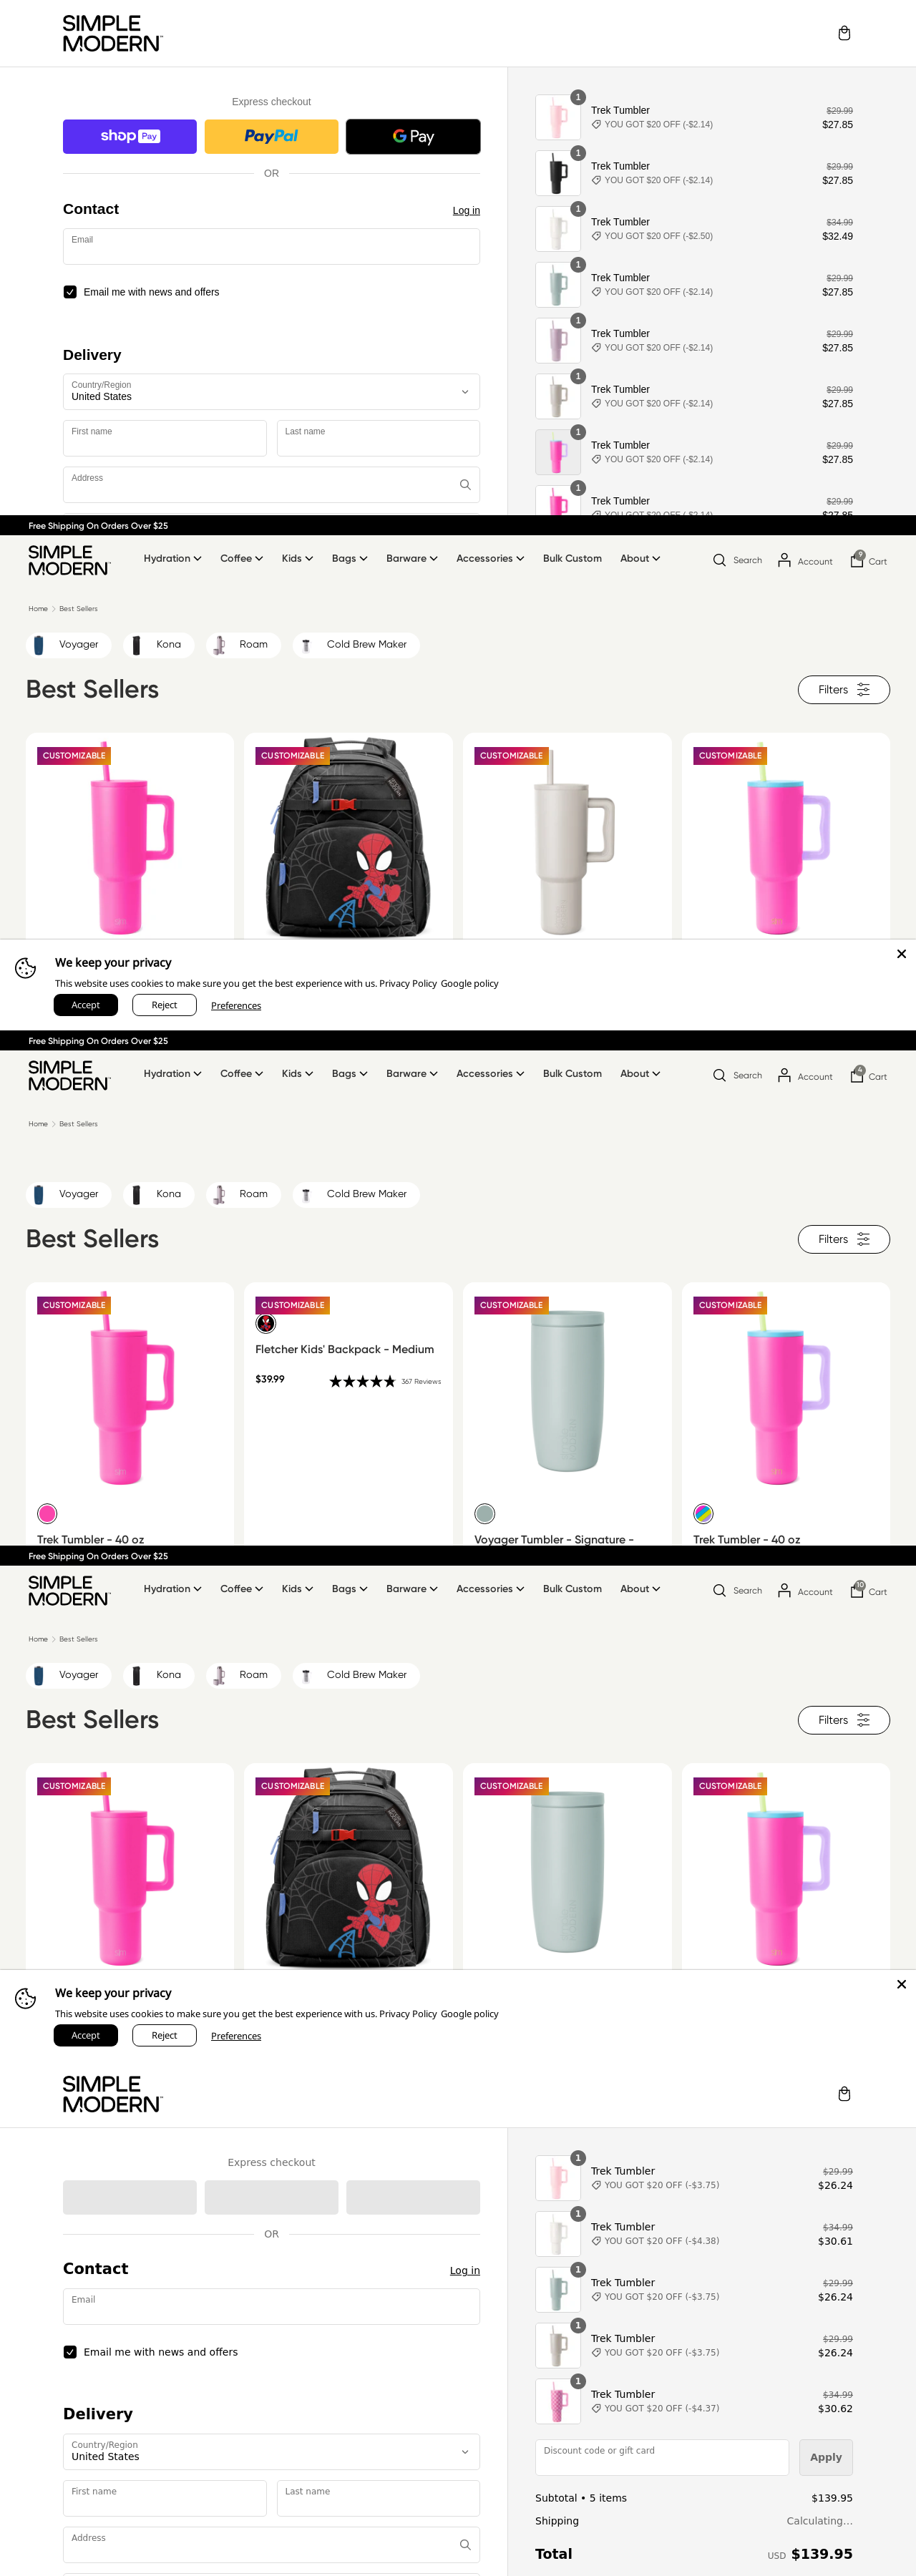 SIMPLE
MODERN
Express checkout
shop Pay
PayPal
G Pay
OR
Contact
Log in
Email
Email me with news and offers
Delivery
Country/Region
United States
First name
Last name
Address
1
Trek Tumbler
$29.99
YOU GOT $20 OFF (-$2.14)
$27.85
1
Trek Tumbler
$29.99
YOU GOT $20 OFF (-$2.14)
$27.85
1
Trek Tumbler
$34.99
YOU GOT $20 OFF (-$2.50)
$32.49
1
Trek Tumbler
$29.99
YOU GOT $20 OFF (-$2.14)
$27.85
1
Trek Tumbler
$29.99
YOU GOT $20 OFF (-$2.14)
$27.85
1
Trek Tumbler
$29.99
YOU GOT $20 OFF (-$2.14)
$27.85
1
Trek Tumbler
$29.99
YOU GOT $20 OFF (-$2.14)
$27.85
1
Trek Tumbler
$29.99
YOU GOT $20 OFF (-$2.14)
$27.85
Free Shipping On Orders Over $25
SIMPLE
MODERN
Hydration Coffee Kids Bags Barware Accessories Bulk Custom About
Search
Account
9
Cart
Home > Best Sellers
Voyager
Kona
Roam
Cold Brew Maker
Best Sellers
Filters
CUSTOMIZABLE
CUSTOMIZABLE
CUSTOMIZABLE
CUSTOMIZABLE
We keep your privacy
This website uses cookies to make sure you get the best experience with us. Privacy Policy Google policy
Accept
Reject
Preferences
Free Shipping On Orders Over $25
SIMPLE
MODERN
Hydration Coffee Kids Bags Barware Accessories Bulk Custom About
Search
Account
4
Cart
Home > Best Sellers
Voyager
Kona
Roam
Cold Brew Maker
Best Sellers
Filters
CUSTOMIZABLE
CUSTOMIZABLE
CUSTOMIZABLE
CUSTOMIZABLE
Fletcher Kids' Backpack - Medium
$39.99
367 Reviews
Trek Tumbler - 40 oz
Voyager Tumbler - Signature -
Trek Tumbler - 40 oz
Free Shipping On Orders Over $25
SIMPLE
MODERN
Hydration Coffee Kids Bags Barware Accessories Bulk Custom About
Search
Account
10
Cart
Home > Best Sellers
Voyager
Kona
Roam
Cold Brew Maker
Best Sellers
Filters
CUSTOMIZABLE
CUSTOMIZABLE
CUSTOMIZABLE
CUSTOMIZABLE
We keep your privacy
This website uses cookies to make sure you get the best experience with us. Privacy Policy Google policy
Accept
Reject
Preferences
SIMPLE
MODERN
Express checkout
OR
Contact
Log in
Email
Email me with news and offers
Delivery
Country/Region
United States
First name
Last name
Address
1
Trek Tumbler
$29.99
YOU GOT $20 OFF (-$3.75)
$26.24
1
Trek Tumbler
$34.99
YOU GOT $20 OFF (-$4.38)
$30.61
1
Trek Tumbler
$29.99
YOU GOT $20 OFF (-$3.75)
$26.24
1
Trek Tumbler
$29.99
YOU GOT $20 OFF (-$3.75)
$26.24
1
Trek Tumbler
$34.99
YOU GOT $20 OFF (-$4.37)
$30.62
Discount code or gift card
Apply
Subtotal • 5 items
$139.95
Shipping
Calculating...
Total
USD $139.95